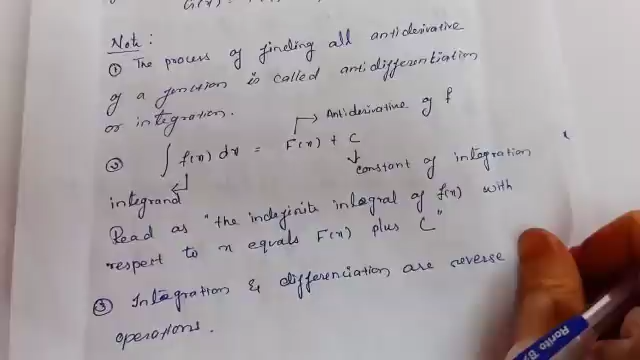 Note:
① The process of finding all antiderivative
of a function is called antidifferentiation
or integration.
→ Antiderivative of f
② ∫ f(x) dx = F(x) + C
↓ constant of integration
integrand
Read as "the indefinite integral of f(x) with
respect to x equals F(x) plus C"
③ Integration & differenciation are reverse
operations.
Rorito